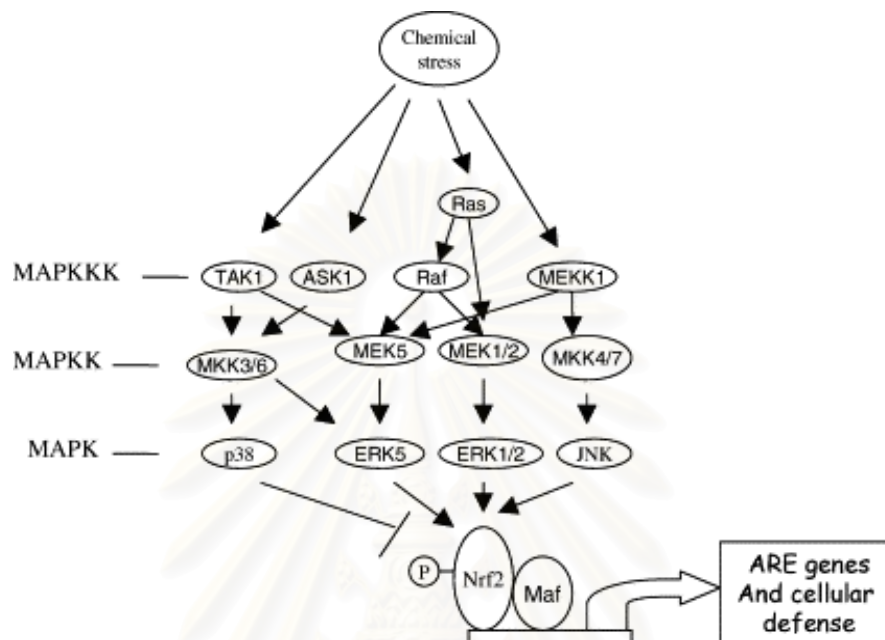 Chemical
stress
Ras
MAPKKK
TAK1
ASK1
Raf
MEKK1
MAPKK
MKK3/6
MEK5
MEK1/2
MKK4/7
MAPK
p38
ERK5
ERK1/2
JNK
P
Nrf2
Maf
ARE genes
And cellular
defense